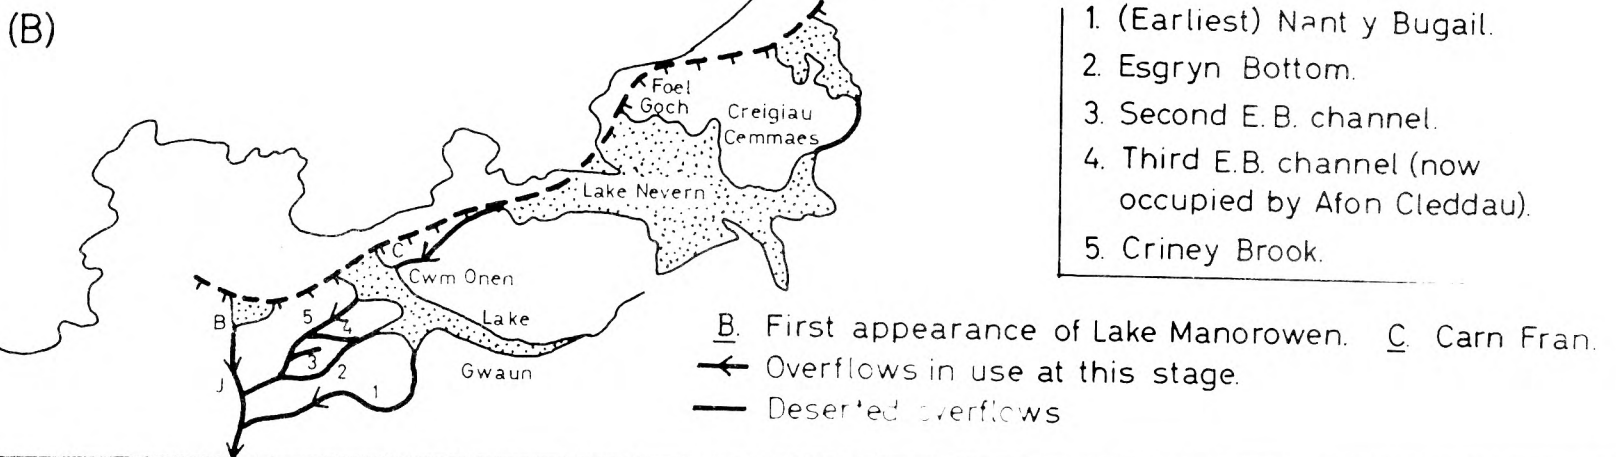 (B)
1. (Earliest) Nant y Bugail.
2. Esgryn Bottom.
3. Second E.B. channel.
4. Third E.B. channel (now
occupied by Afon Cleddau).
5. Criney Brook.
Foel
Goch
Creigiau
Cemmaes
Lake Nevern
C
Cwm Onen
Lake
Gwaun
B
5
4
3
2
J
1
B. First appearance of Lake Manorowen. C. Carn Fran.
Overflows in use at this stage.
Deserted overflows